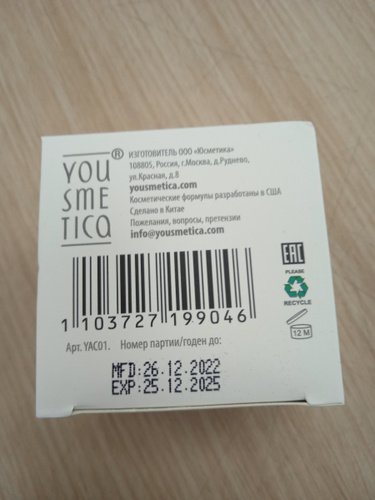 YOU
SME
TICA
®
ИЗГОТОВИТЕЛЬ ООО «Юсметика»
108805, Россия, г.Москва, д.Руднево,
ул.Красная, д.8
yousmetica.com
Косметические формулы разработаны в США
Сделано в Китае
Пожелания, вопросы, претензии
info@yousmetica.com
EAC
PLEASE
RECYCLE
12 M
1 103727 199046
Арт. YAC01. Номер партии/годен до:
MFD:26.12.2022
EXP:25.12.2025